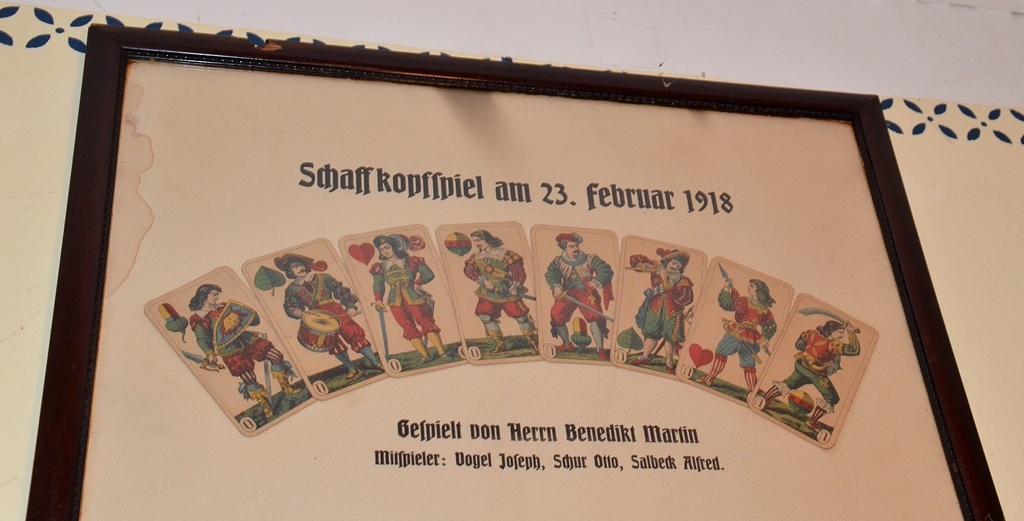 Schaffkopfspiel am 23. Februar 1918
O O O O O O O O
Gespielt von Herrn Benedikt Martin
Mitspieler: Vogel Joseph, Schur Otto, Salbeck Alfred.